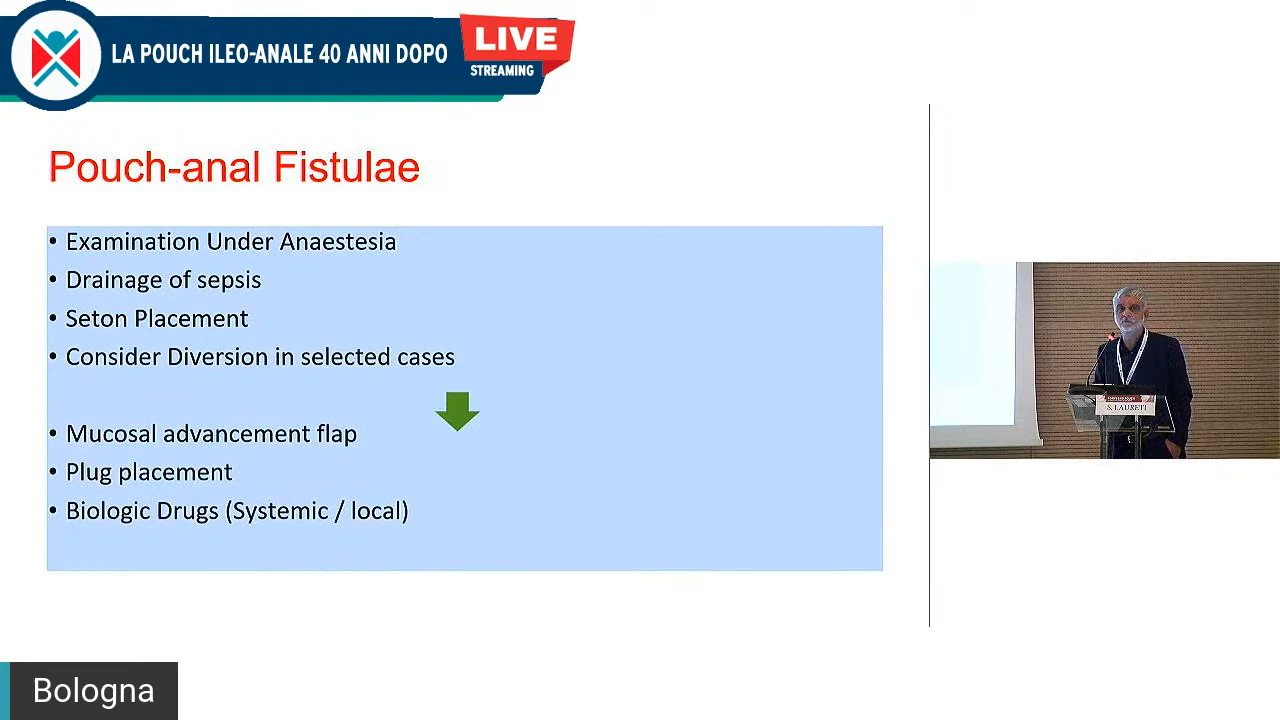 LA POUCH ILEO-ANALE 40 ANNI DOPO
LIVE
STREAMING
Pouch-anal Fistulae
• Examination Under Anaestesia
• Drainage of sepsis
• Seton Placement
• Consider Diversion in selected cases
• Mucosal advancement flap
• Plug placement
• Biologic Drugs (Systemic / local)
S. LAURETI
Bologna